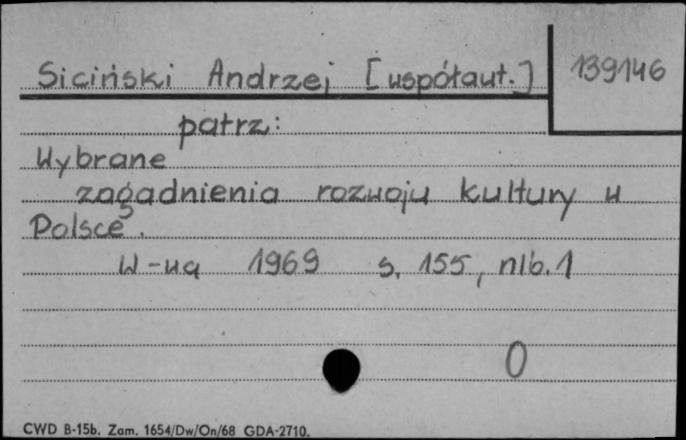 Siciński Andrzej [współaut.] 139146
patrz:
Wybrane
zagadnienia rozwoju kultury w
Polsce.
W-wa 1969 s. 155, nlb. 1
0
CWD B-15b. Zam. 1654/Dw/On/68 GDA-2710.